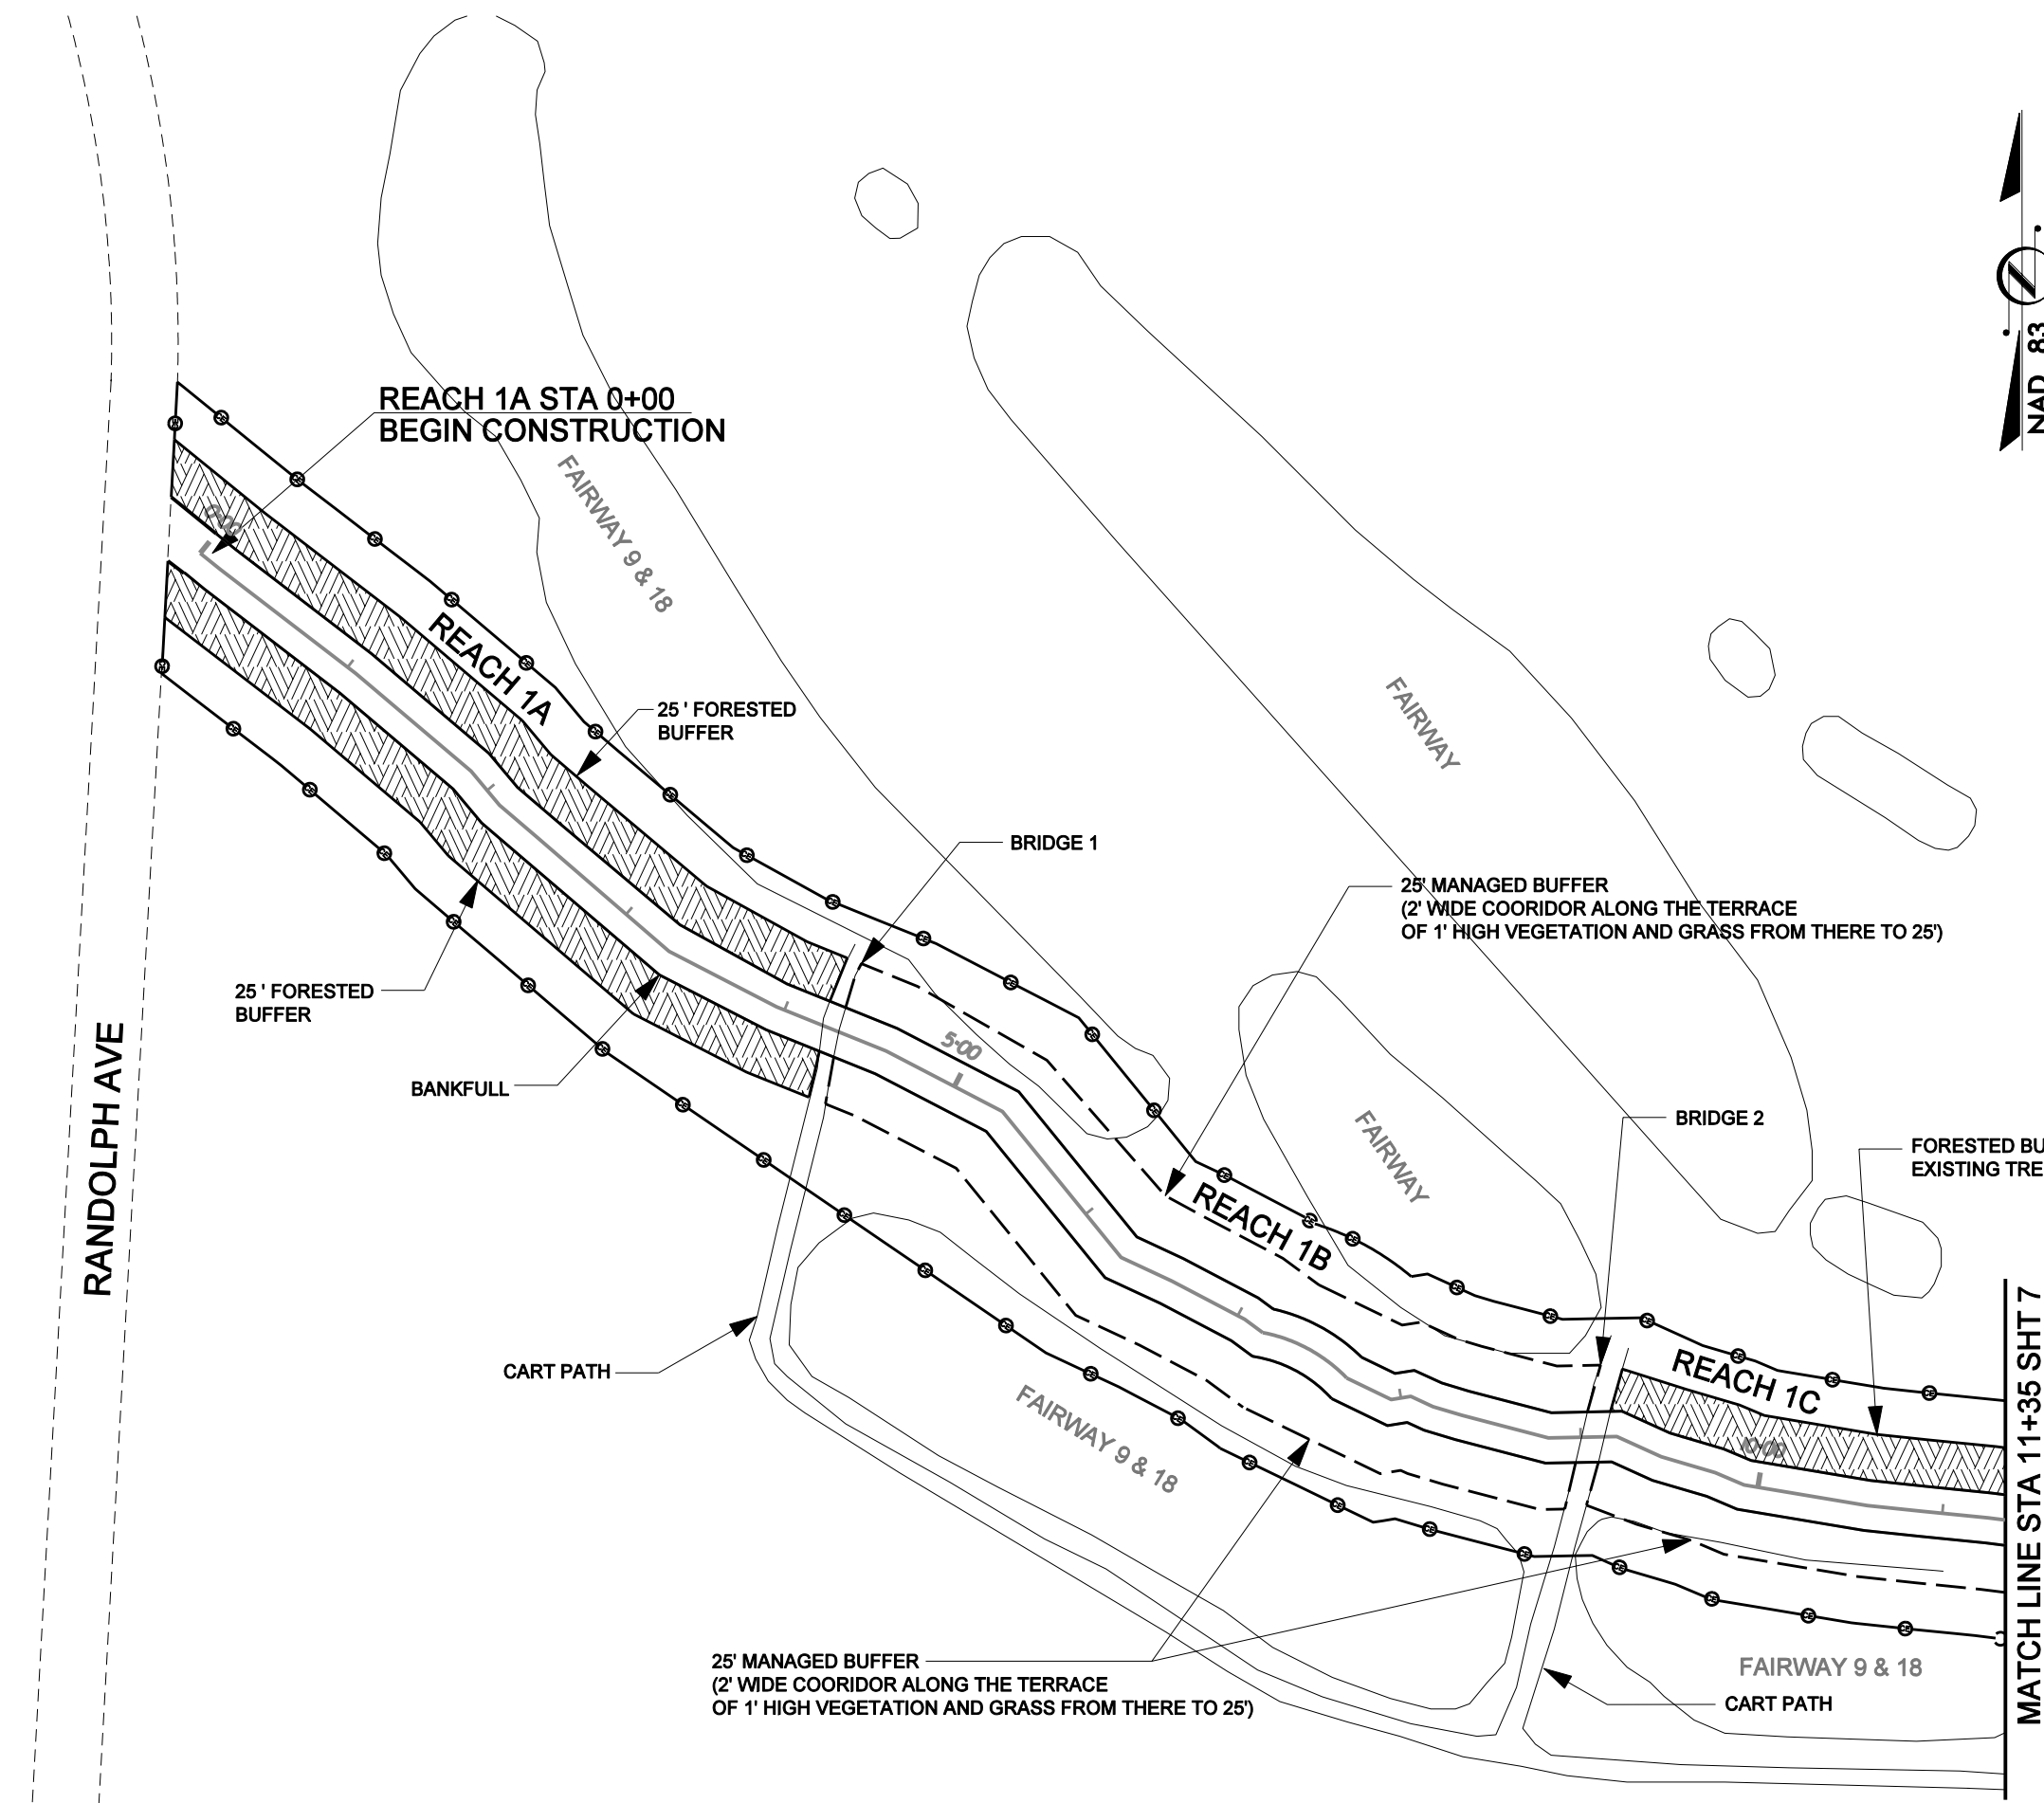 REACH 1A STA 0+00
BEGIN CONSTRUCTION
FAIRWAY 9 & 18
0+00
REACH 1A
25 ' FORESTED
BUFFER
BRIDGE 1
25' MANAGED BUFFER
(2' WIDE COORIDOR ALONG THE TERRACE
OF 1' HIGH VEGETATION AND GRASS FROM THERE TO 25')
FAIRWAY
NAD 83
25 ' FORESTED
BUFFER
BANKFULL
5+00
RANDOLPH AVE
FAIRWAY
BRIDGE 2
FORESTED BU
EXISTING TRE
REACH 1B
CART PATH
FAIRWAY 9 & 18
REACH 1C
10+00
MATCH LINE STA 11+35 SHT 7
25' MANAGED BUFFER
(2' WIDE COORIDOR ALONG THE TERRACE
OF 1' HIGH VEGETATION AND GRASS FROM THERE TO 25')
FAIRWAY 9 & 18
CART PATH